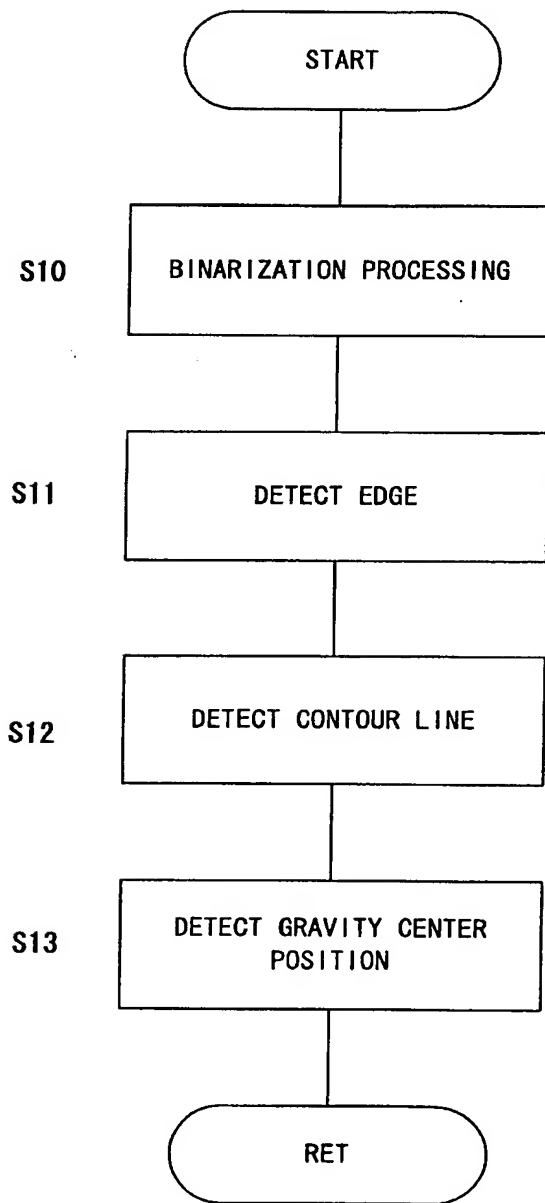 START
S10
BINARIZATION PROCESSING
S11
DETECT EDGE
S12
DETECT CONTOUR LINE
S13
DETECT GRAVITY CENTER
POSITION
RET